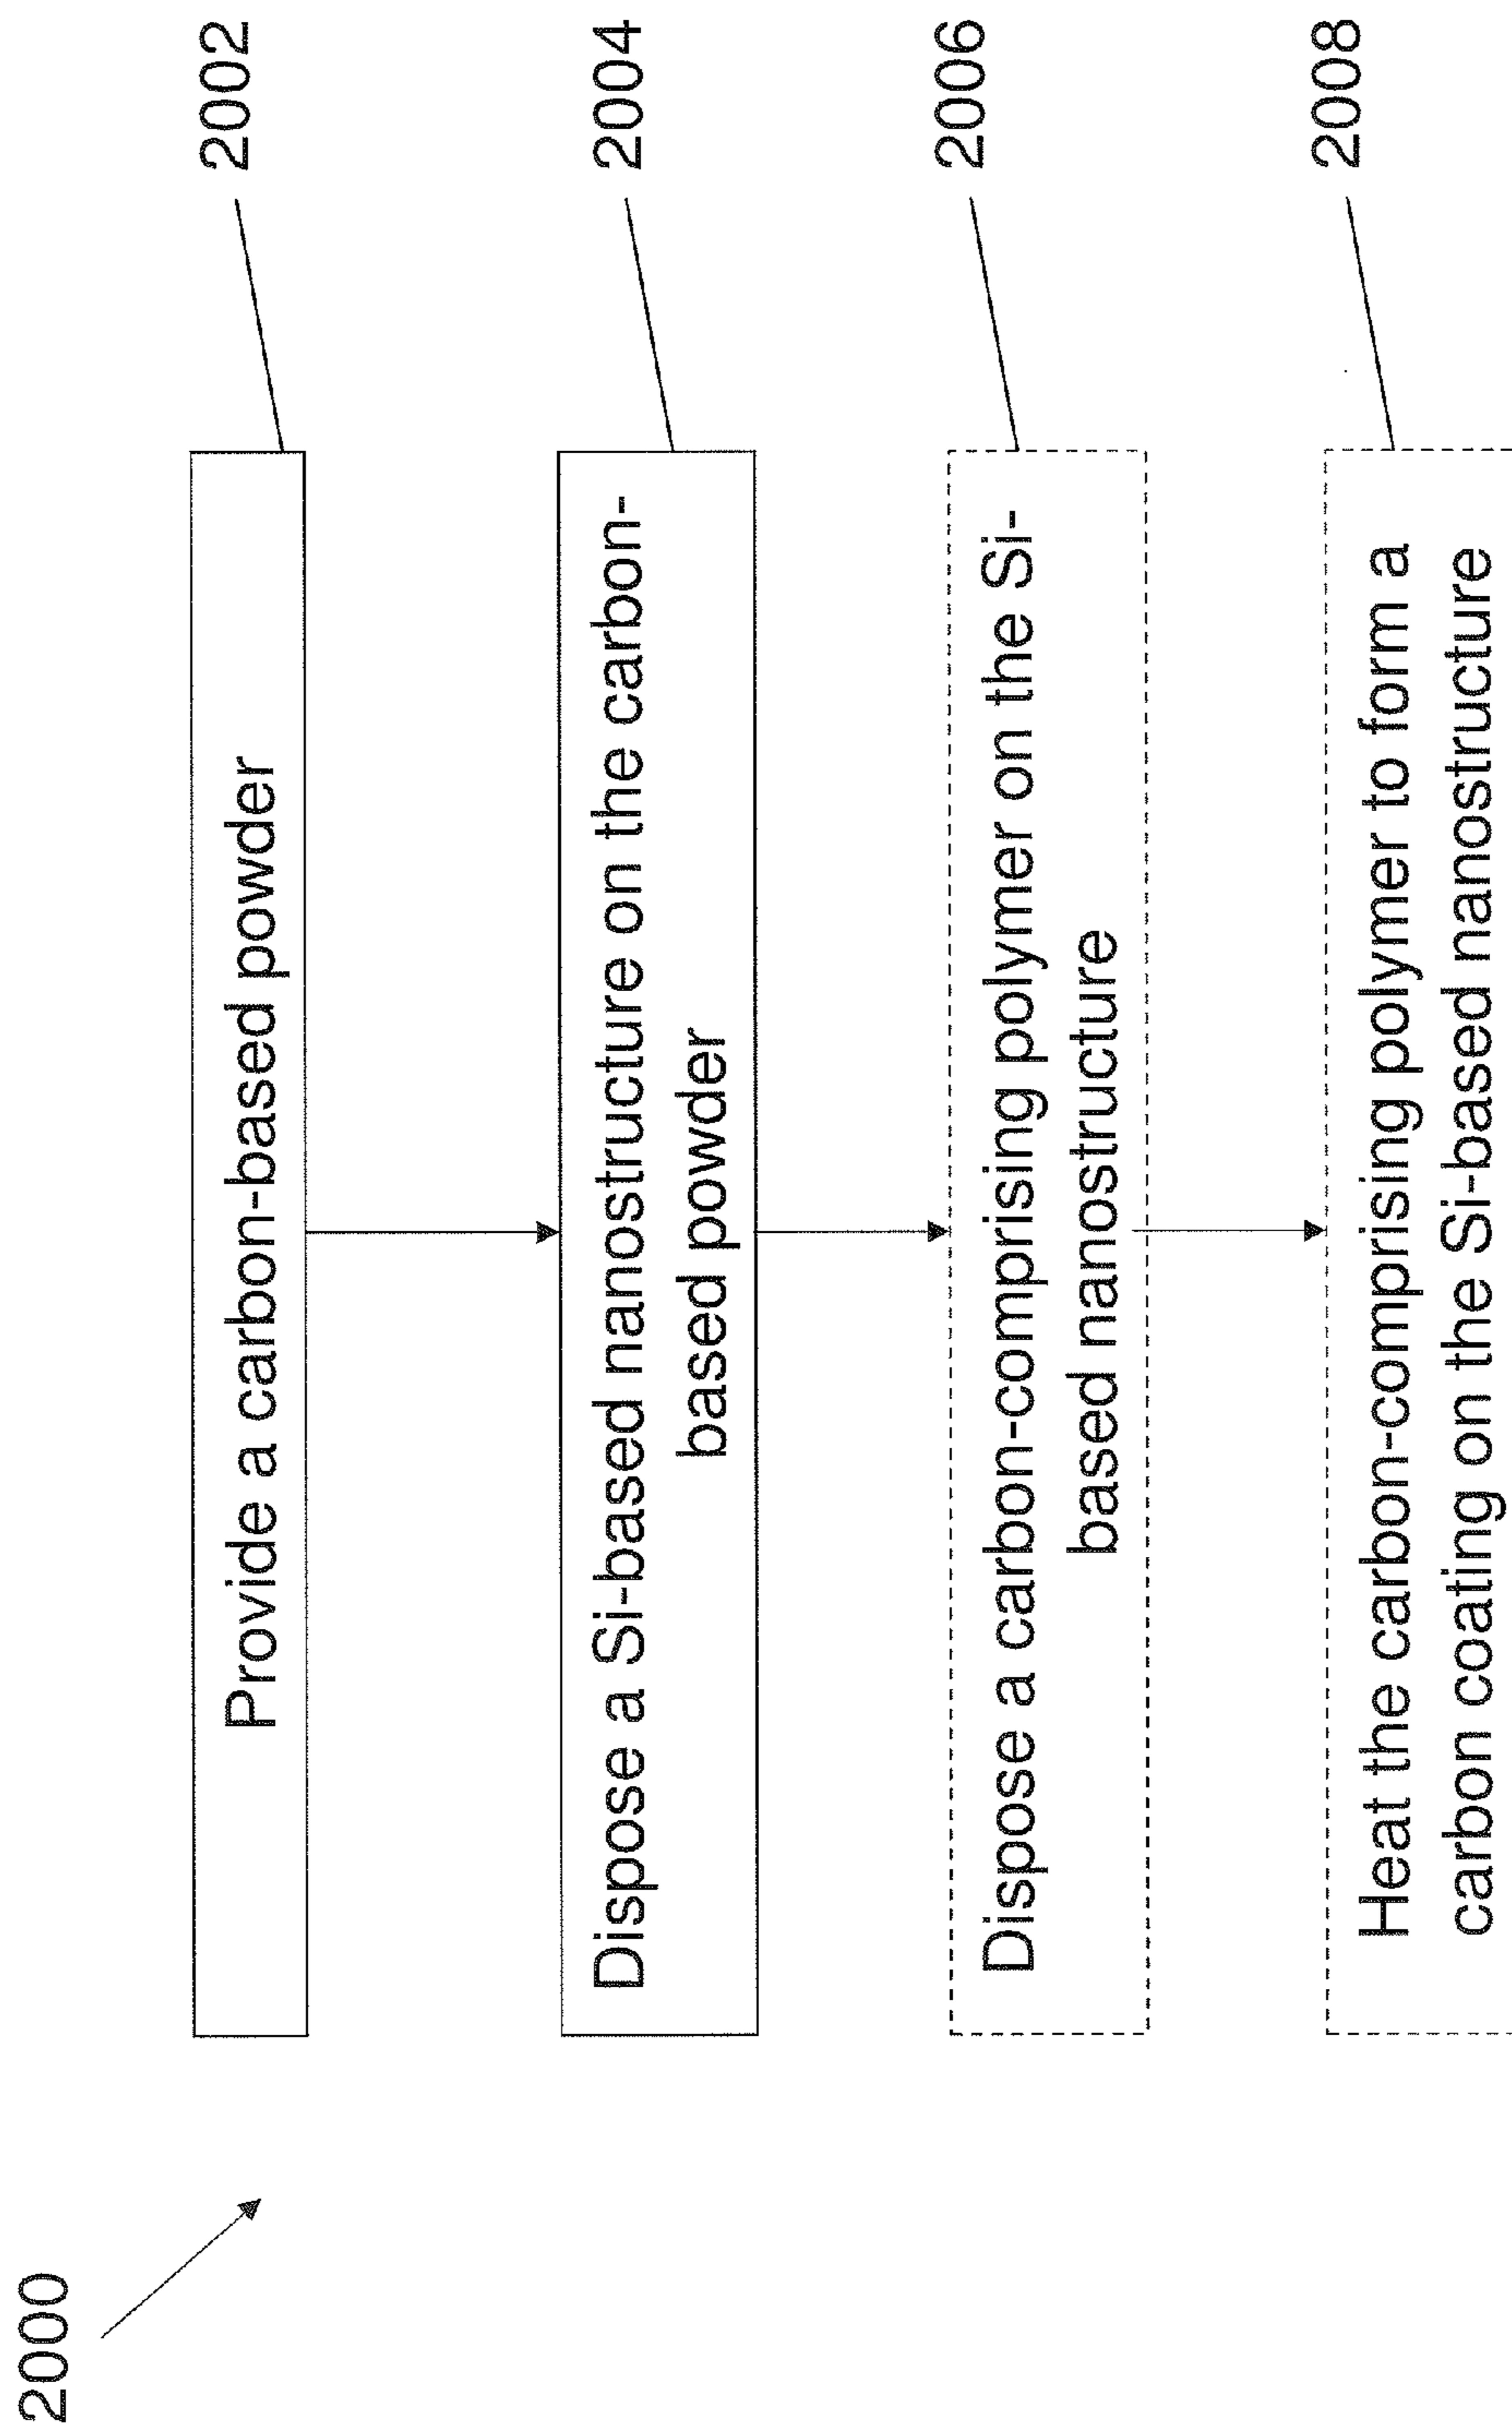 2000
Provide a carbon-based powder
2002
Dispose a Si-based nanostructure on the carbon-
based powder
2004
Dispose a carbon-comprising polymer on the Si-
based nanostructure
2006
Heat the carbon-comprising polymer to form a
carbon coating on the Si-based nanostructure
2008